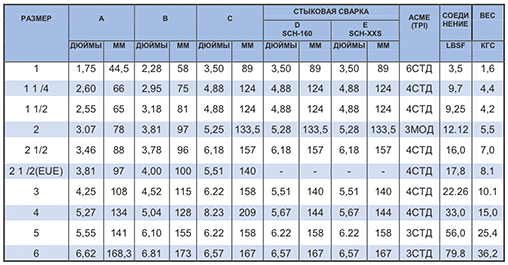 РАЗМЕР A B C СТЫКОВАЯ СВАРКА ACME (TPI) СОЕДИ НЕНИЕ ВЕС
D SCH-160 E SCH-XXS
ДЮЙМЫ ММ ДЮЙМЫ ММ ДЮЙМЫ ММ ДЮЙМЫ ММ ДЮЙМЫ ММ LBSF КГС
1 1,75 44,5 2,28 58 3,50 89 3,50 89 3,50 89 6СТД 3,5 1,6
1 1/4 2,60 66 2,95 75 4,88 124 4,88 124 4,88 124 4СТД 9,7 4,4
1 1/2 2,55 65 3,18 81 4,88 124 4,88 124 4,88 124 4СТД 9,25 4,2
2 3.07 78 3,81 97 5,25 133,5 5,28 133,5 5,28 133,5 3МОД 12.12 5,5
2 1/2 3,46 88 3,78 96 6,18 157 6,18 157 6,18 157 4СТД 16,0 7,0
2 1/2(EUE) 3,81 97 4,00 100 5,51 140 - - - - 4СТД 17,8 8.1
3 4,25 108 4,52 115 6.22 158 5,51 140 5,51 140 4СТД 22.26 10.1
4 5,27 134 5,04 128 8.23 209 5,67 144 5,67 144 4СТД 33,0 15,0
5 5,55 141 6,10 155 6.22 158 6.22 158 6.22 158 3СТД 56,0 25,4
6 6,62 168,3 6.81 173 6,57 167 6,57 167 6,57 167 3СТД 79.8 36,2